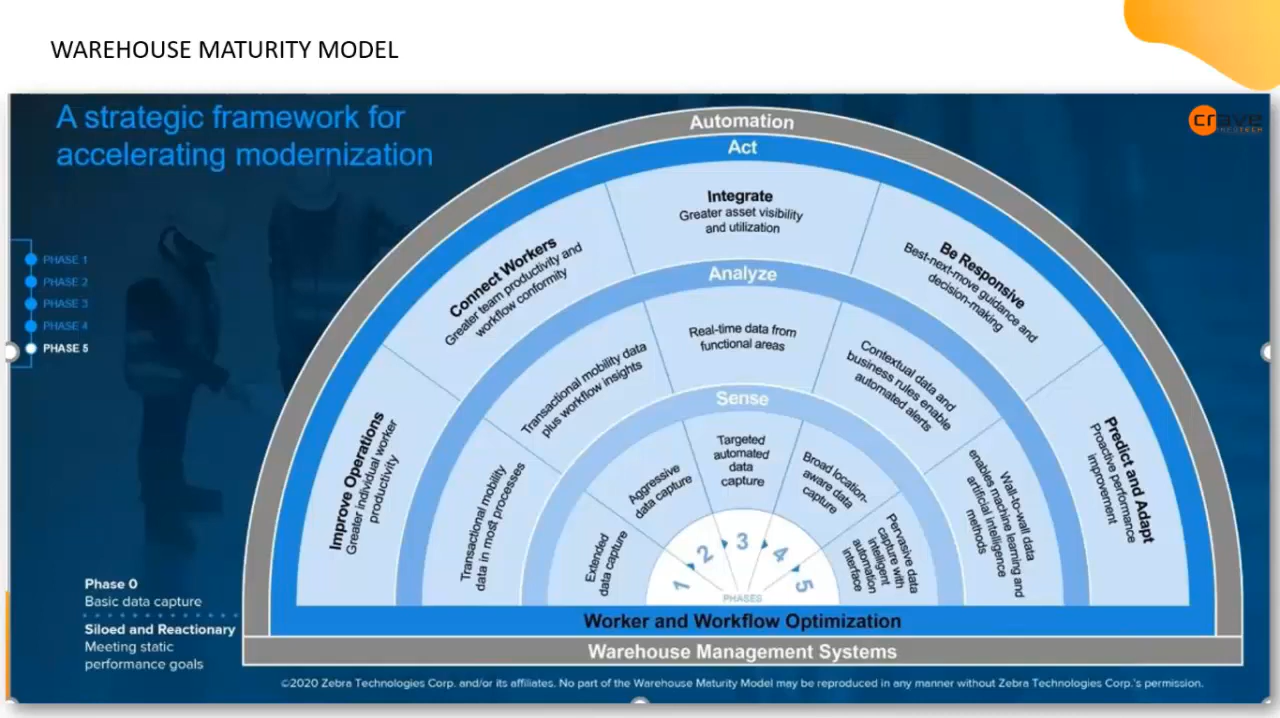 WAREHOUSE MATURITY MODEL
A strategic framework for
accelerating modernization
crave
INFOTECH
PHASE 1
PHASE 2
PHASE 3
PHASE 4
PHASE 5
Automation
Act
Improve Operations
Greater individual worker
productivity
Connect Workers
Greater team productivity and
workflow conformity
Integrate
Greater asset visibility
and utilization
Be Responsive
Best-next-move guidance and
decision-making
Predict and Adapt
Proactive performance
improvement
Analyze
Transactional mobility
data in most processes
Transactional mobility data
plus workflow insights
Real-time data from
functional areas
Contextual data and
business rules enable
automated alerts
Wall-to-wall data
enables machine learning and
artificial intelligence
methods
Sense
Extended
data capture
Aggressive
data capture
Targeted
automated
data
capture
Broad location-
aware data
capture
Pervasive data
capture with
intelligent
automation
interface
1 2 3 4 5
PHASES
Phase 0
Basic data capture
Siloed and Reactionary
Meeting static
performance goals
Worker and Workflow Optimization
Warehouse Management Systems
©2020 Zebra Technologies Corp. and/or its affiliates. No part of the Warehouse Maturity Model may be reproduced in any manner without Zebra Technologies Corp.'s permission.